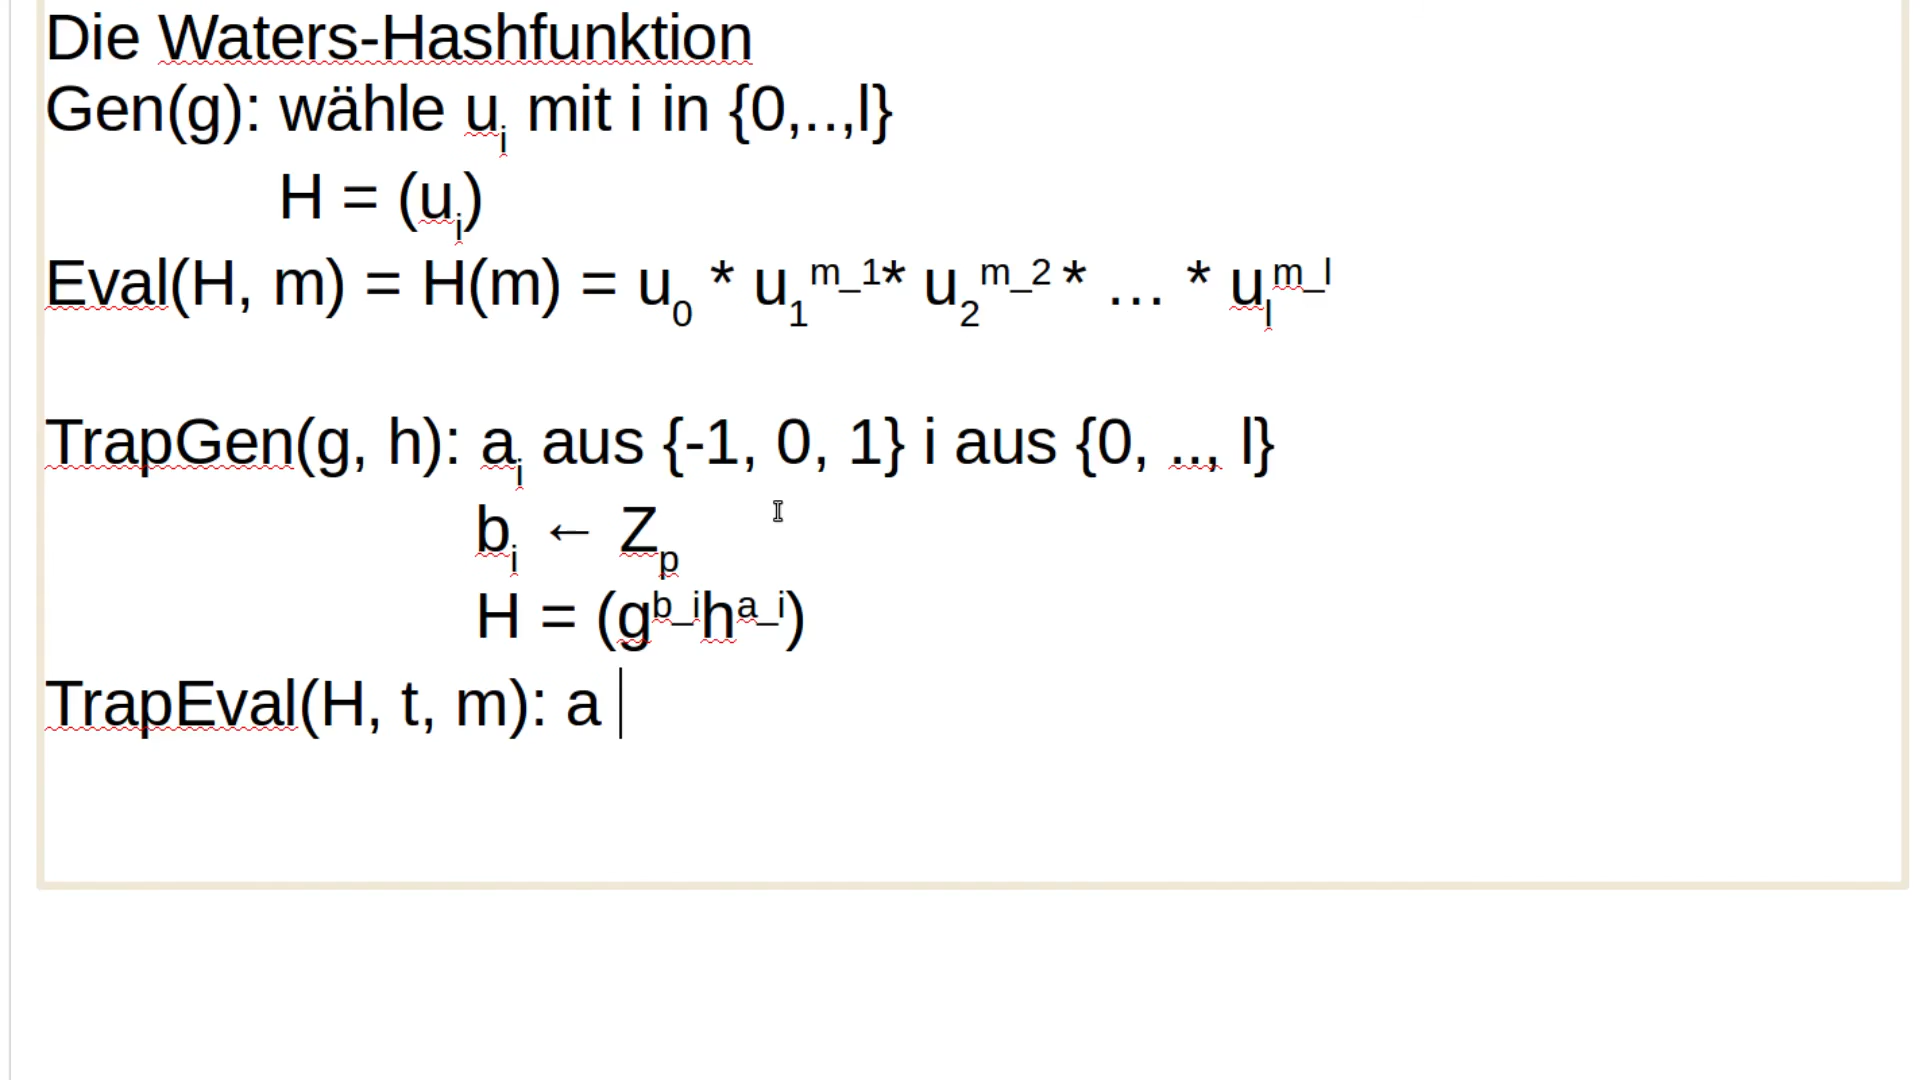 Die Waters-Hashfunktion
Gen(g): wähle u_i mit i in {0,..,l}
H = (u_i)
Eval(H, m) = H(m) = u_0 * u_1^m_1* u_2^m_2 * … * u_l^m_l
TrapGen(g, h): a_i aus {-1, 0, 1} i aus {0, .., l}
b_i ← Z_p
H = (g^b_i h^a_i)
TrapEval(H, t, m): a